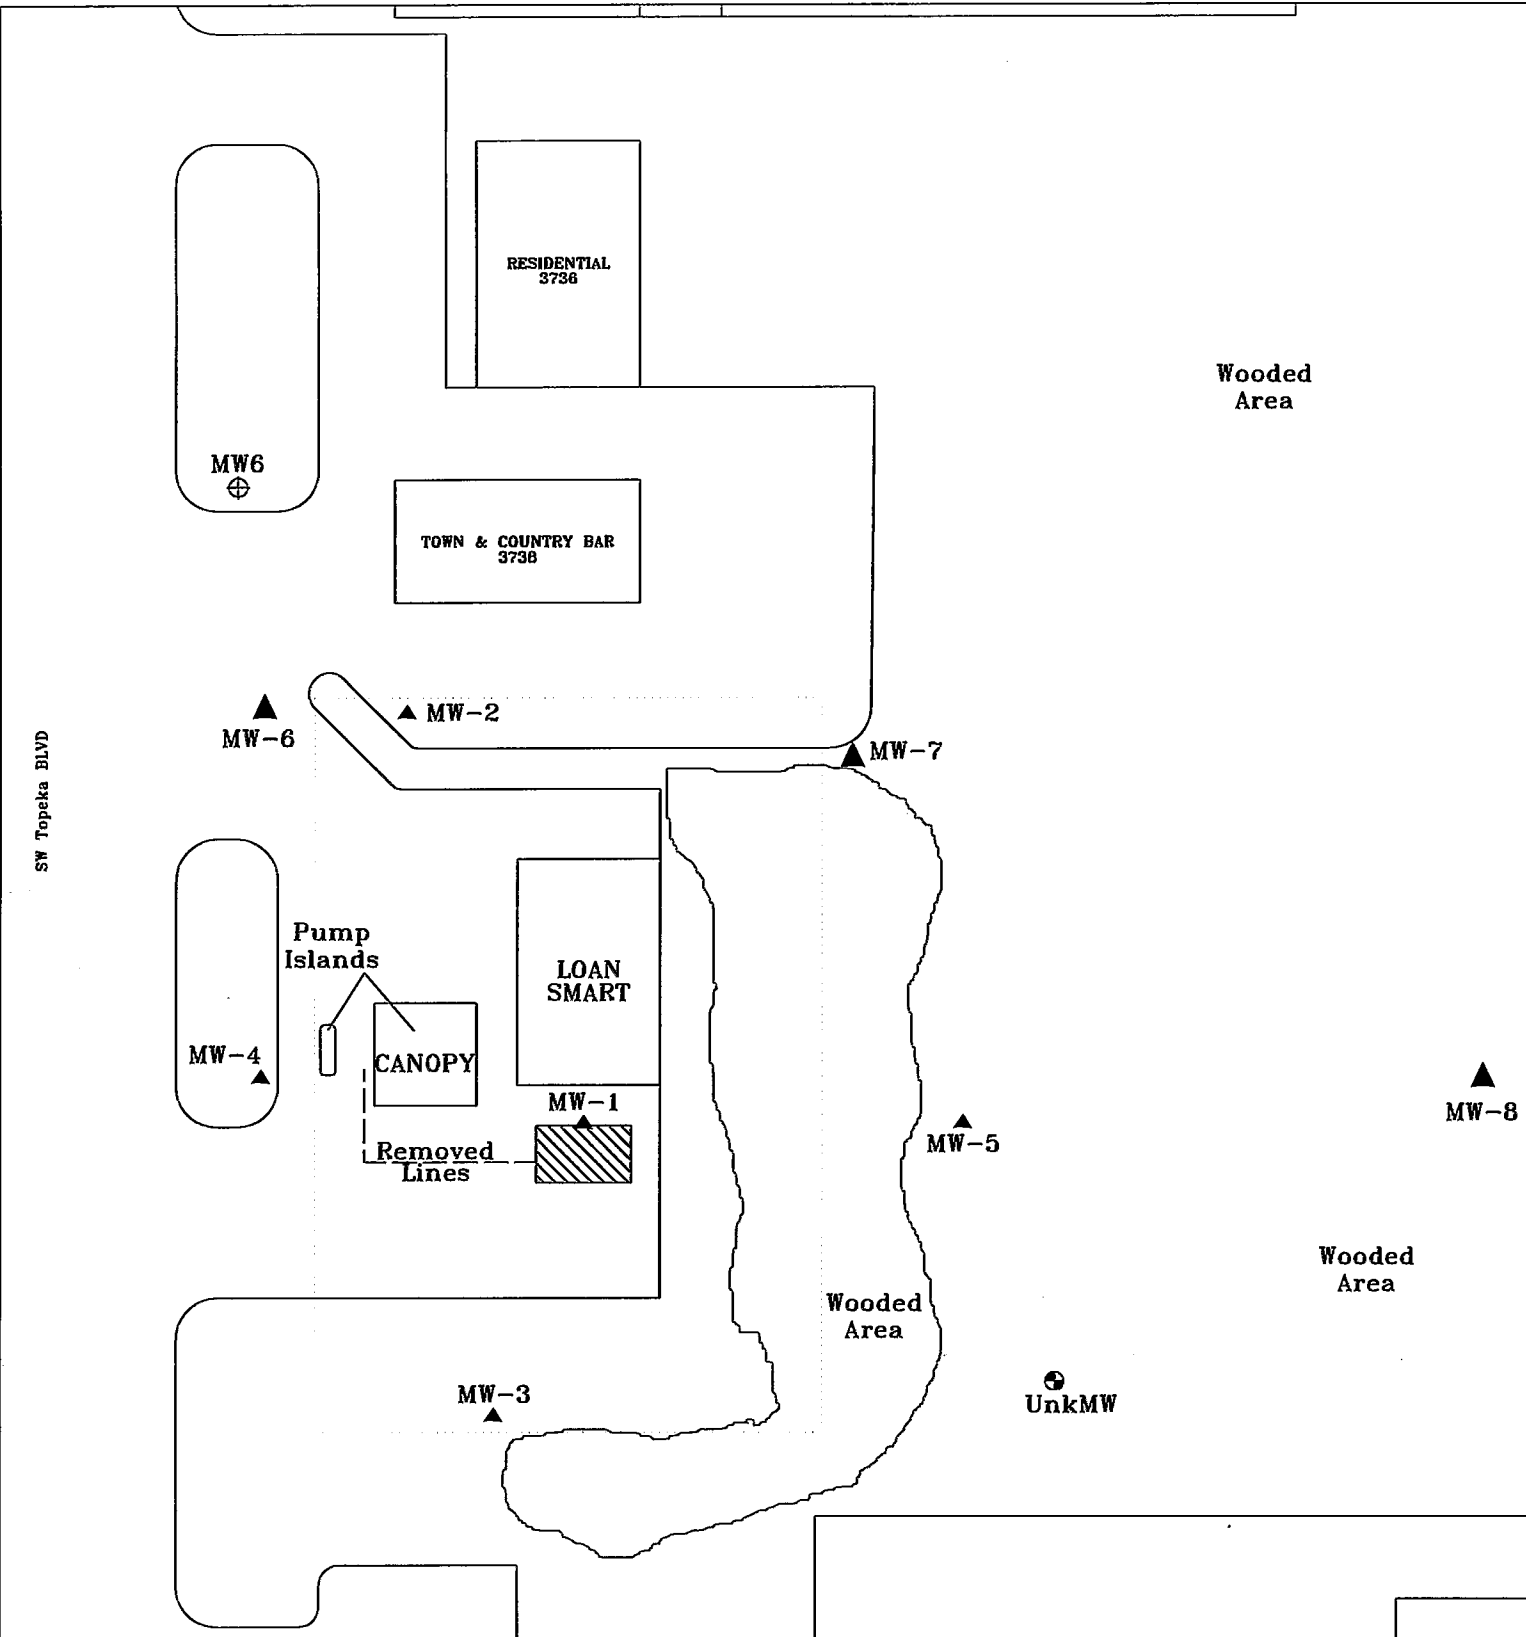 RESIDENTIAL
3736
Wooded
Area
MW6
TOWN & COUNTRY BAR
3738
MW-2
MW-6
MW-7
SW Topeka BLVD
Pump
Islands
LOAN
SMART
MW-4
CANOPY
MW-1
MW-8
MW-5
Removed
Lines
Wooded
Area
Wooded
Area
MW-3
UnkMW